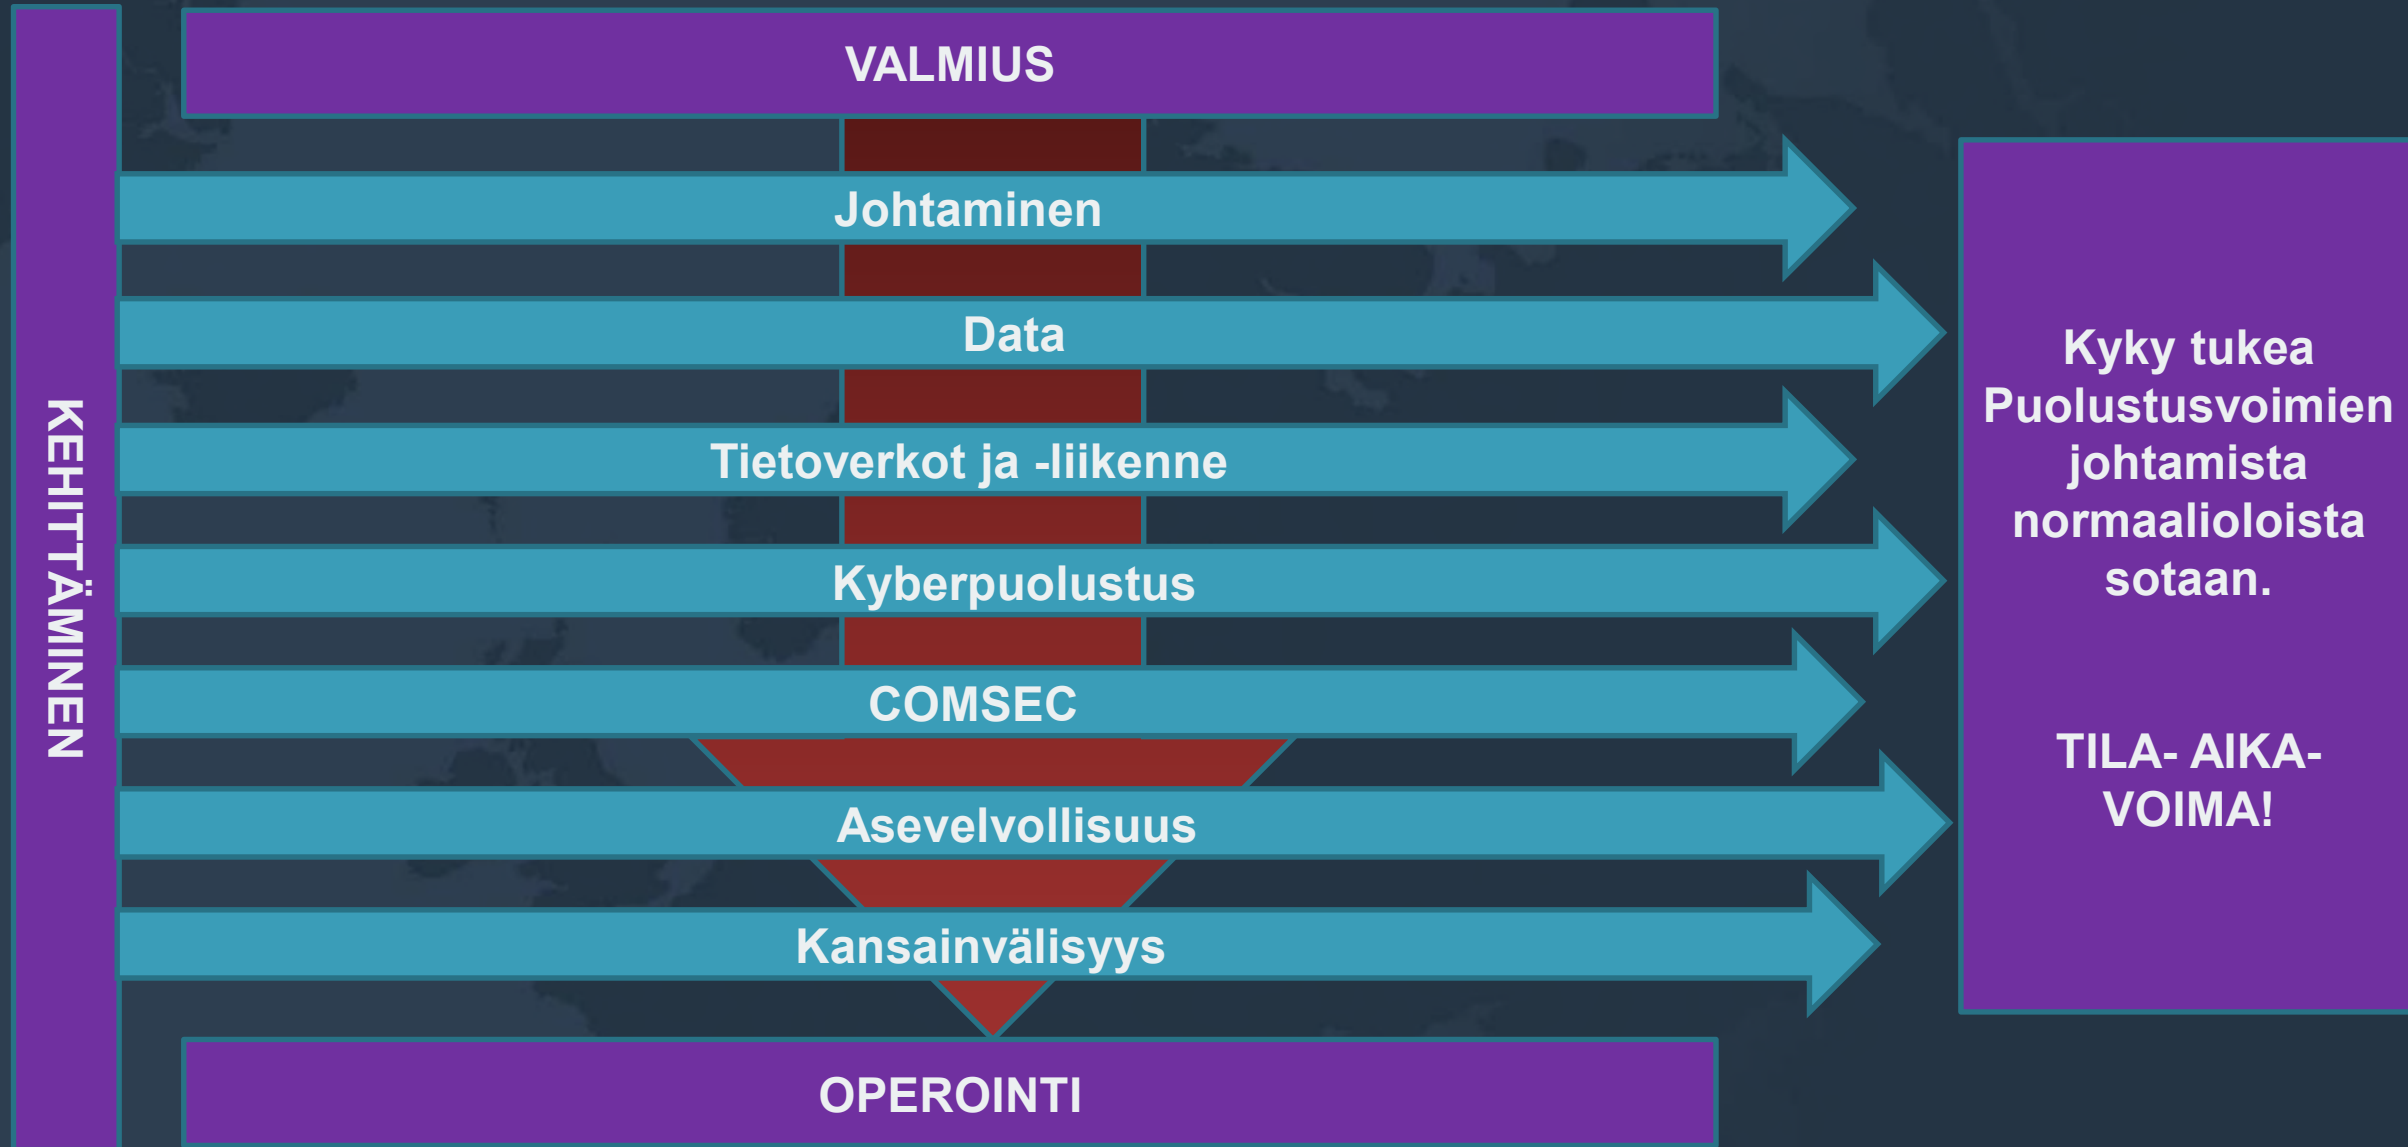 VALMIUS
KEHITTÄMINEN
Johtaminen
Data
Tietoverkot ja -liikenne
Kyberpuolustus
COMSEC
Asevelvollisuus
Kansainvälisyys
OPEROINTI
Kyky tukea
Puolustusvoimien
johtamista
normaalioloista
sotaan.
TILA- AIKA-
VOIMA!